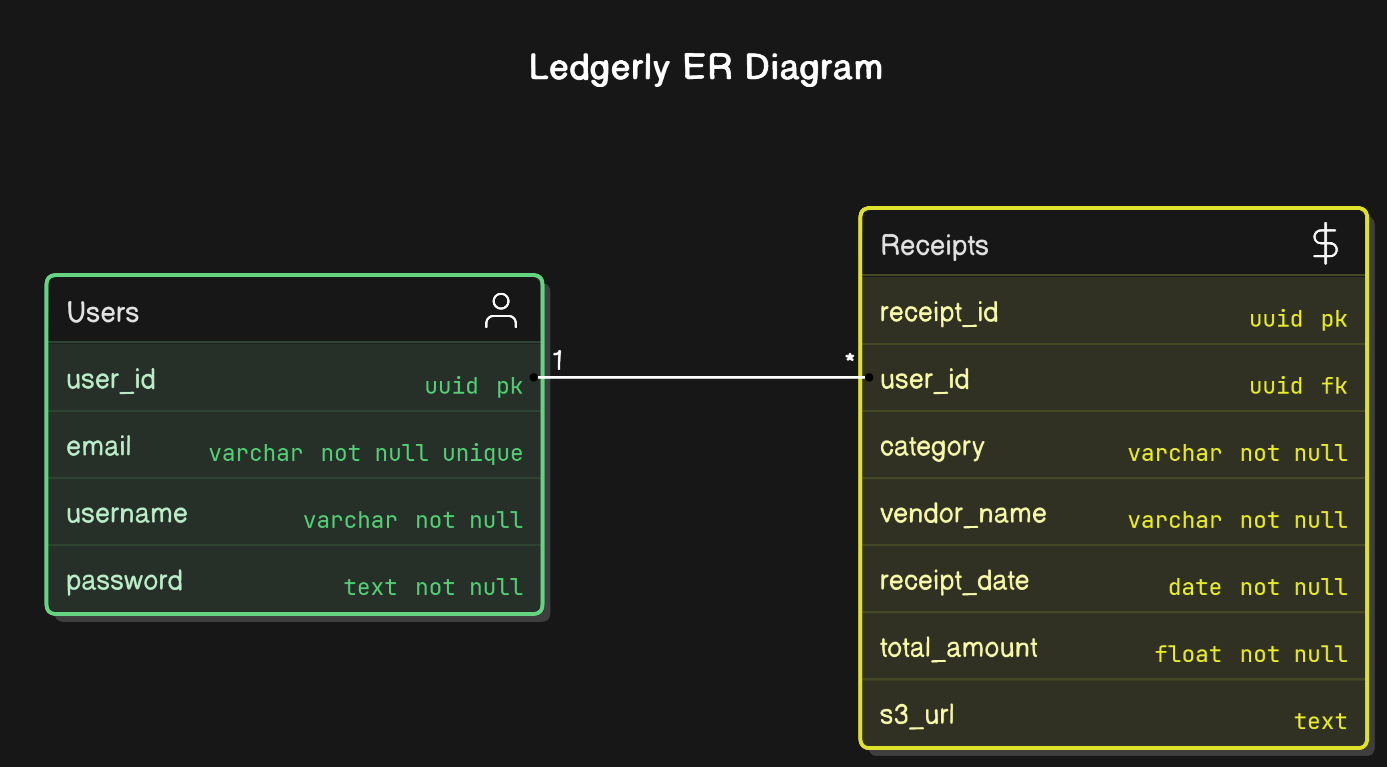 Ledgerly ER Diagram
Users
user_id uuid pk
email varchar not null unique
username varchar not null
password text not null
1 *
Receipts $
receipt_id uuid pk
user_id uuid fk
category varchar not null
vendor_name varchar not null
receipt_date date not null
total_amount float not null
s3_url text